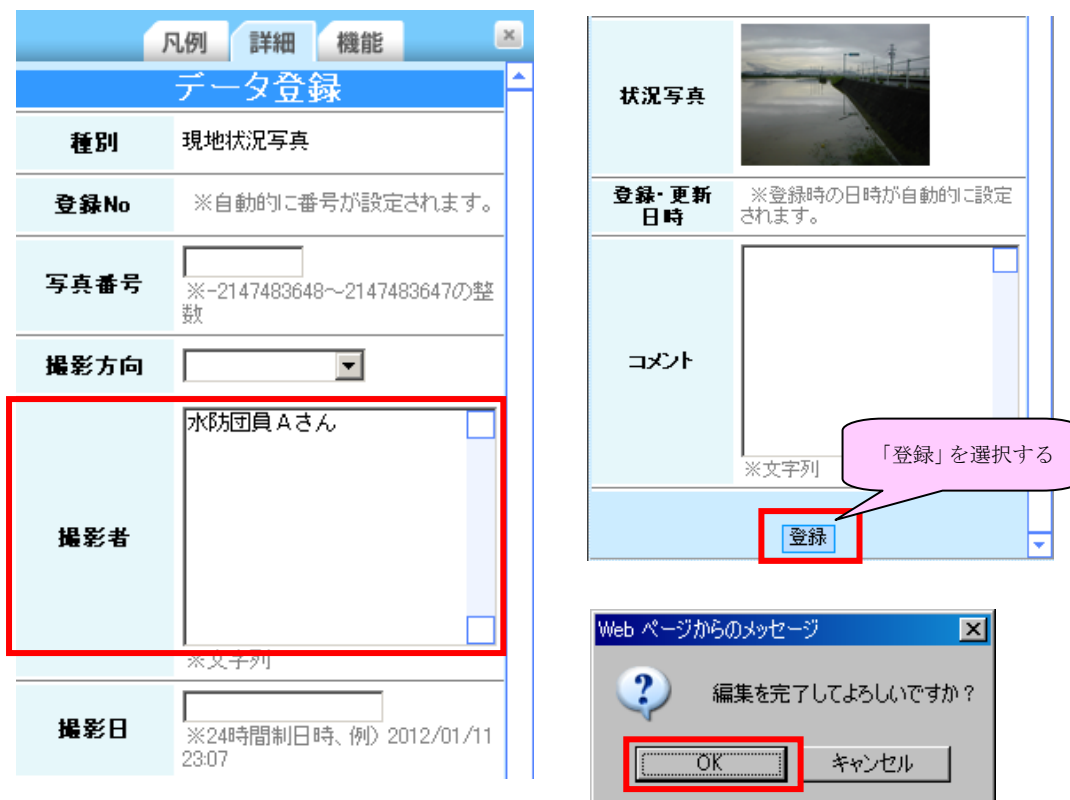 凡例 詳細 機能
データ登録
種別 現地状況写真
登録No ※自動的に番号が設定されます。
写真番号
※-2147483648～2147483647の整
数
撮影方向
撮影者
水防団員Aさん
※文字列
撮影日
※24時間制日時、例) 2012/01/11
23:07
状況写真
登録・更新
日時
※登録時の日時が自動的に設定
されます。
コメント
※文字列
「登録」を選択する
登録
Web ページからのメッセージ
編集を完了してよろしいですか？
OK キャンセル